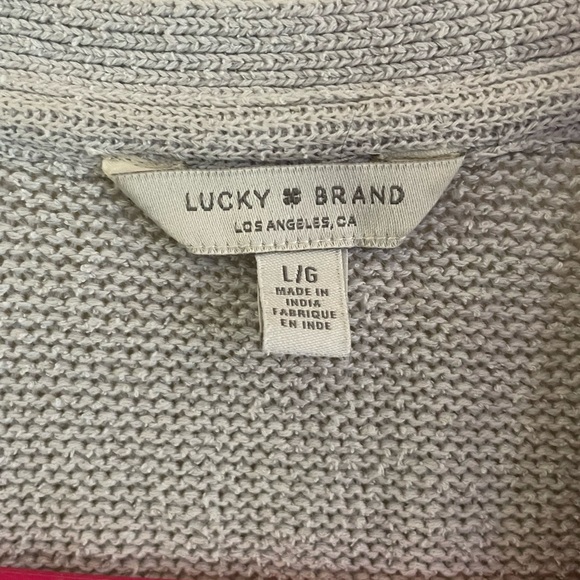 LUCKY BRAND
LOS ANGELES, CA
L/G
MADE IN
INDIA
FABRIQUE
EN INDE